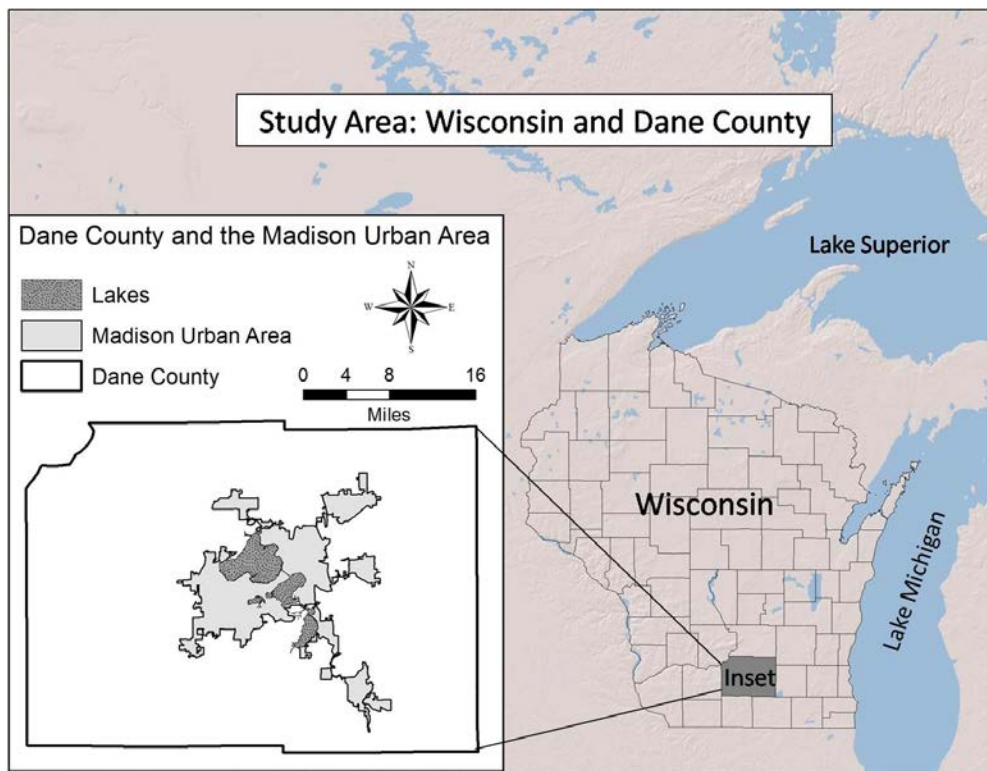 Study Area: Wisconsin and Dane County
Lake Superior
Dane County and the Madison Urban Area
N
W E
S
Lakes
Madison Urban Area
Dane County
0 4 8 16
Miles
Wisconsin
Lake Michigan
Inset